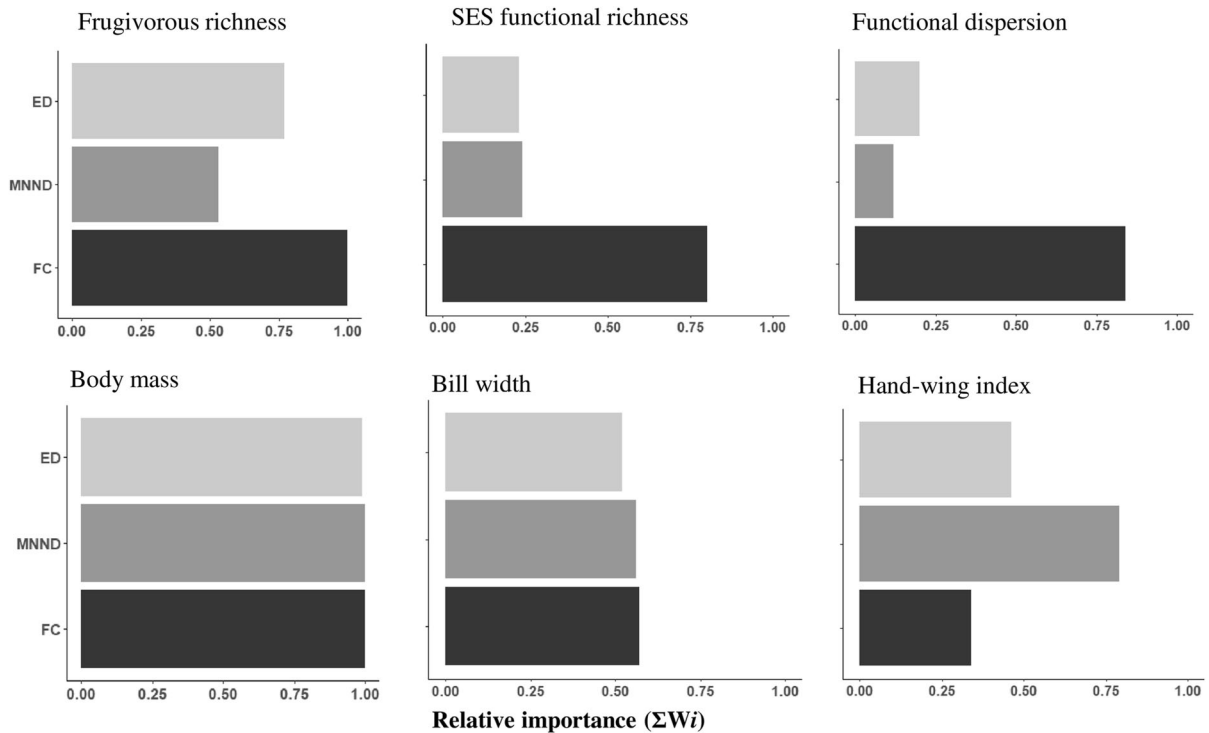 Frugivorous richness
SES functional richness
Functional dispersion
ED
MNND
FC
0.00 0.25 0.50 0.75 1.00
0.00 0.25 0.50 0.75 1.00
0.00 0.25 0.50 0.75 1.00
Body mass
Bill width
Hand-wing index
ED
MNND
FC
0.00 0.25 0.50 0.75 1.00
0.00 0.25 0.50 0.75 1.00
0.00 0.25 0.50 0.75 1.00
Relative importance (ΣWi)